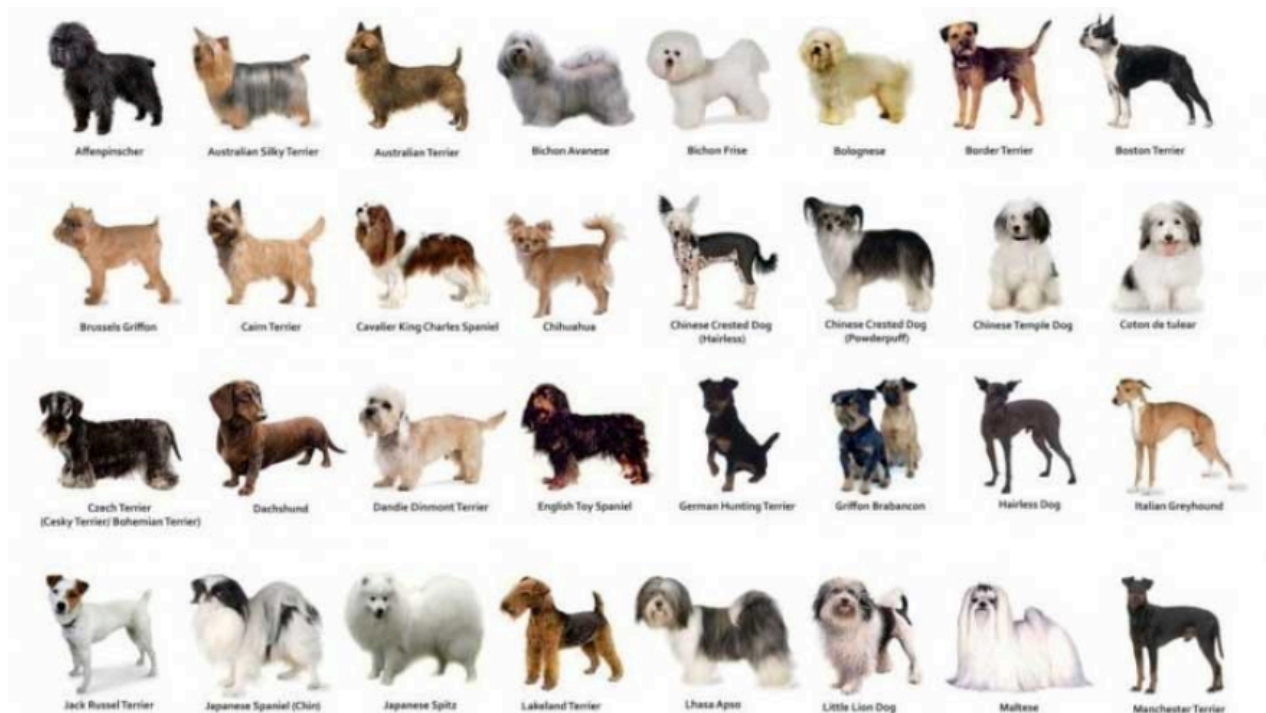 Affenpinscher
Australian Silky Terrier
Australian Terrier
Bichon Avanese
Bichon Frise
Bolognese
Border Terrier
Boston Terrier
Brussels Griffon
Cairn Terrier
Cavalier King Charles Spaniel
Chihuahua
Chinese Crested Dog
(Hairless)
Chinese Crested Dog
(Powderpuff)
Chinese Temple Dog
Coton de tulear
Czech Terrier
(Cesky Terrier/ Bohemian Terrier)
Dachshund
Dandie Dinmont Terrier
English Toy Spaniel
German Hunting Terrier
Griffon Brabancon
Hairless Dog
Italian Greyhound
Jack Russel Terrier
Japanese Spaniel (Chin)
Japanese Spitz
Lakeland Terrier
Lhasa Apso
Little Lion Dog
Maltese
Manchester Terrier